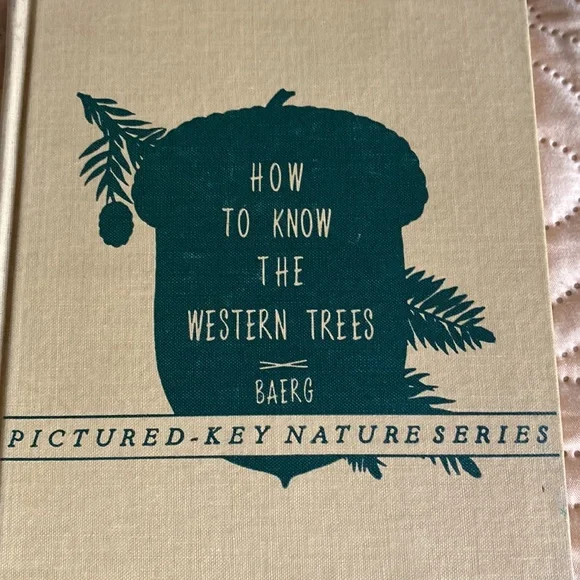 HOW
TO KNOW
THE
WESTERN TREES
BAERG
PICTURED-KEY NATURE SERIES